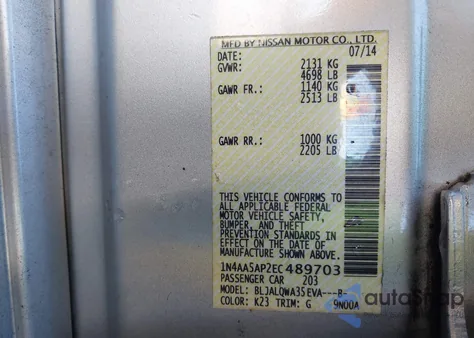 MFD BY NISSAN MOTOR CO., LTD.
DATE: 07/14
GVWR: 2131 KG
4698 LB
GAWR FR.: 1140 KG
2513 LB
GAWR RR.: 1000 KG
2205 LB
THIS VEHICLE CONFORMS TO
ALL APPLICABLE FEDERAL
MOTOR VEHICLE SAFETY,
BUMPER, AND THEFT
PREVENTION STANDARDS IN
EFFECT ON THE DATE OF
MANUFACTURE SHOWN ABOVE.
1N4AA5AP2EC489703
PASSENGER CAR 203
MODEL: BLJALQWA35EVA---B-
COLOR: K23 TRIM: G 9N00A
AutoSnap